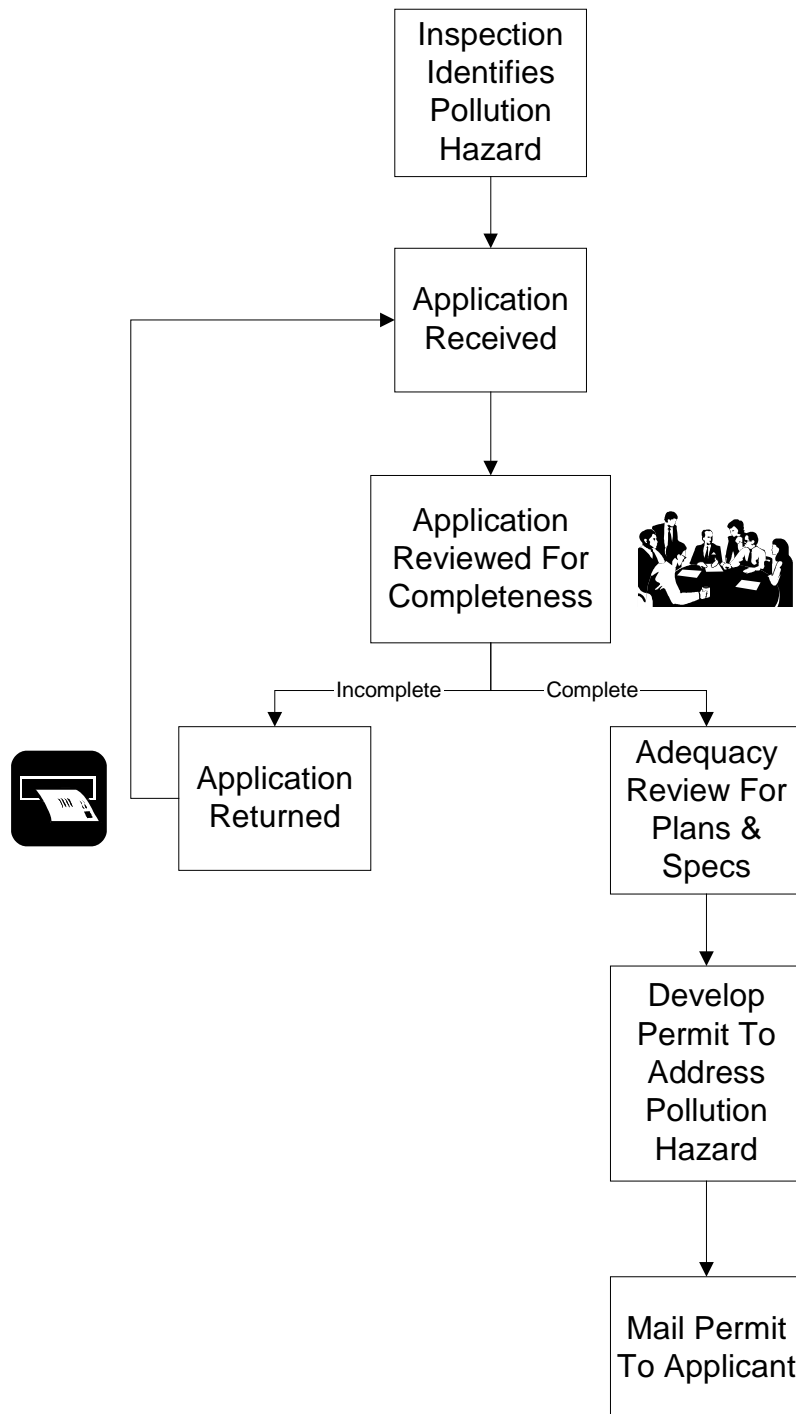 Inspection
Identifies
Pollution
Hazard
Application
Received
Application
Reviewed For
Completeness
Incomplete
Complete
Application
Returned
Adequacy
Review For
Plans &
Specs
Develop
Permit To
Address
Pollution
Hazard
Mail Permit
To Applicant